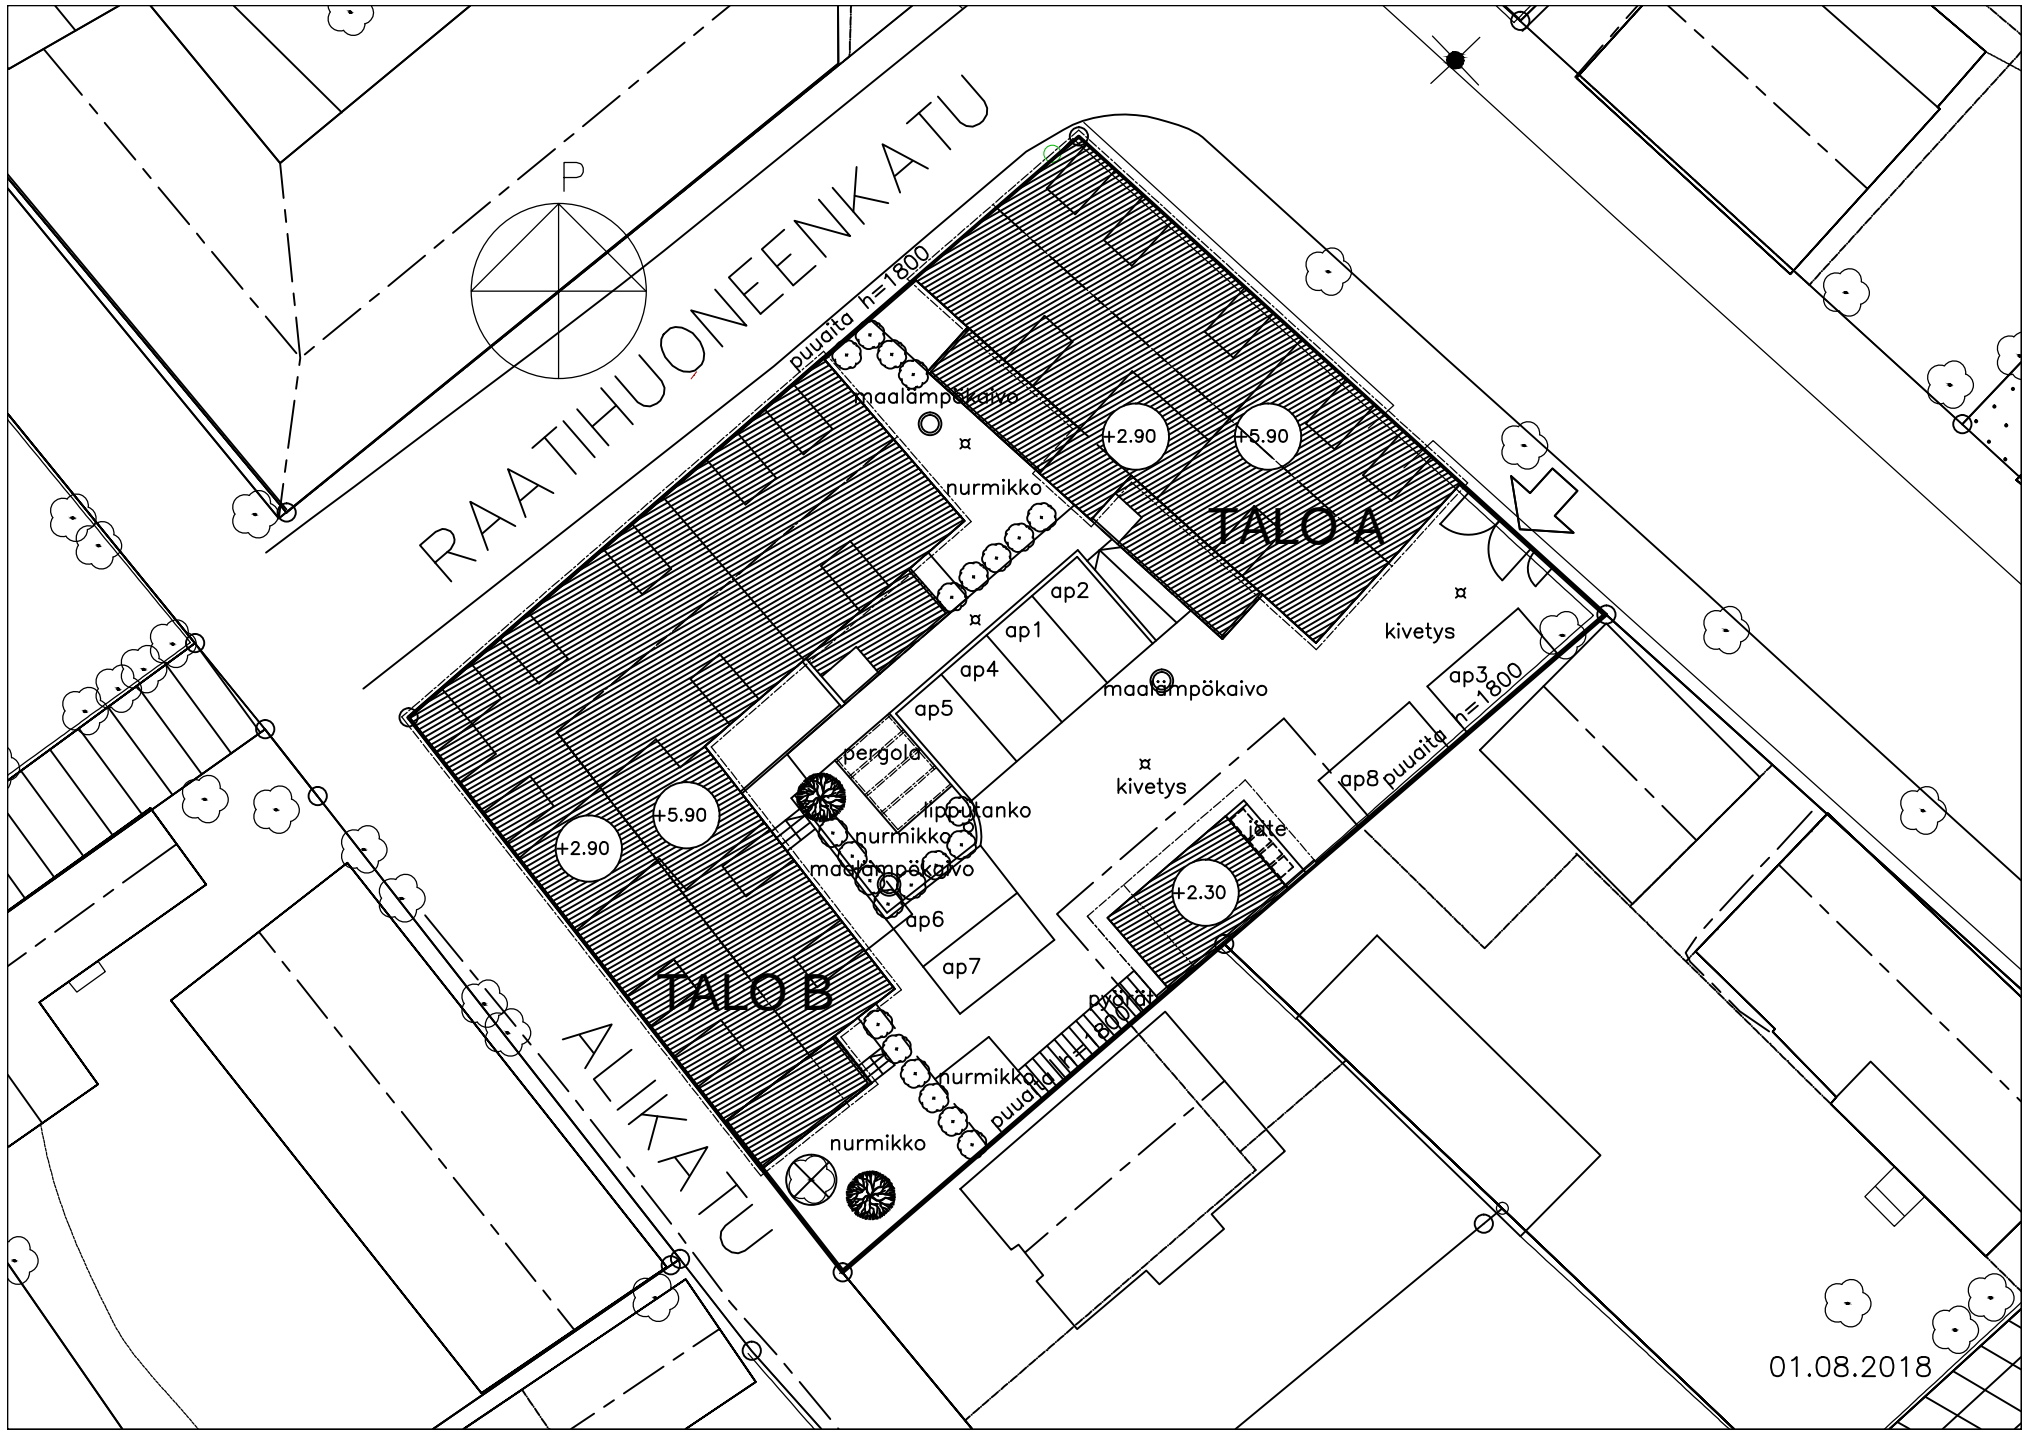 P
RAATIHUONEENKATU
puuaita h=1800
maalämpökaivo
+2.90
+5.90
nurmikko
TALO A
ap2
ap1
kivetys
ap4
ap3
maalämpökaivo
puuaita h=1800
ap5
pergola
ap8
kivetys
lipputanko
+5.90
jäte
nurmikko
+2.90
maalämpökaivo
+2.30
ap6
ap7
TALO B
pyörät
puuaita h=1800
nurmikko
ALIKATU
nurmikko
01.08.2018